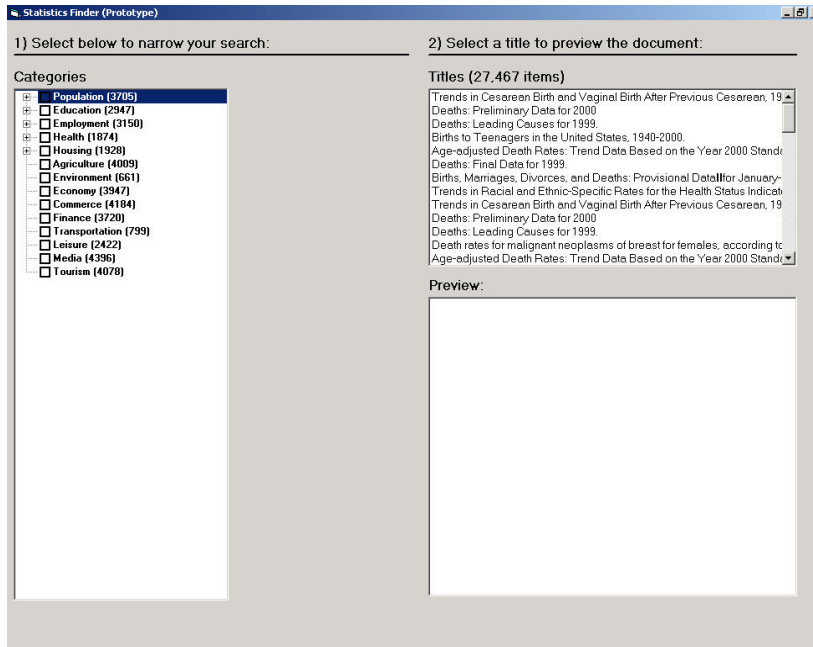 Statistics Finder (Prototype)
1) Select below to narrow your search:
Categories
Population (3705)
Education (2947)
Employment (3150)
Health (1874)
Housing (1928)
Agriculture (4009)
Environment (661)
Economy (3947)
Commerce (4184)
Finance (3720)
Transportation (799)
Leisure (2422)
Media (4396)
Tourism (4078)
2) Select a title to preview the document:
Titles (27,467 items)
Trends in Cesarean Birth and Vaginal Birth After Previous Cesarean, 19
Deaths: Preliminary Data for 2000
Deaths: Leading Causes for 1999.
Births to Teenagers in the United States, 1940-2000.
Age-adjusted Death Rates: Trend Data Based on the Year 2000 Standa
Deaths: Final Data for 1999.
Births, Marriages, Divorces, and Deaths: Provisional Data for January-
Trends in Racial and Ethnic-Specific Rates for the Health Status Indicato
Trends in Cesarean Birth and Vaginal Birth After Previous Cesarean, 19
Deaths: Preliminary Data for 2000
Deaths: Leading Causes for 1999.
Death rates for malignant neoplasms of breast for females, according to
Age-adjusted Death Rates: Trend Data Based on the Year 2000 Standa
Preview: